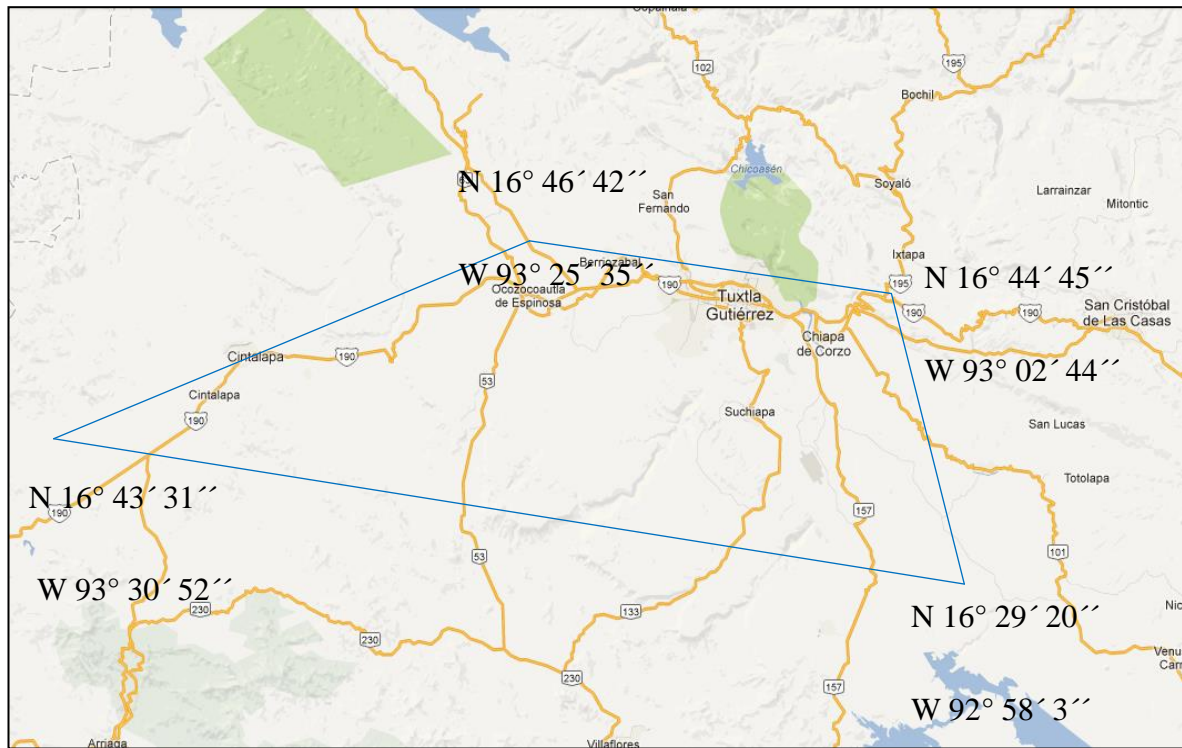 Copainalá
102
195
Bochil
N 16° 46´ 42´´
Chicoasén
San
Fernando
Soyaló
Larrainzar
Mitontic
Ixtapa
W 93° 25´ 35´´
Berriozábal
N 16° 44´ 45´´
195
190
Ocozocoautla
de Espinosa
Tuxtla
Gutiérrez
190
190
San Cristóbal
de Las Casas
Chiapa
de Corzo
Cintalapa
190
W 93° 02´ 44´´
53
Cintalapa
190
Suchiapa
San Lucas
Totolapa
N 16° 43´ 31´´
190
157
53
101
W 93° 30´ 52´´
230
133
N 16° 29´ 20´´
230
230
157
W 92° 58´ 3´´
Arriaga
Villaflores